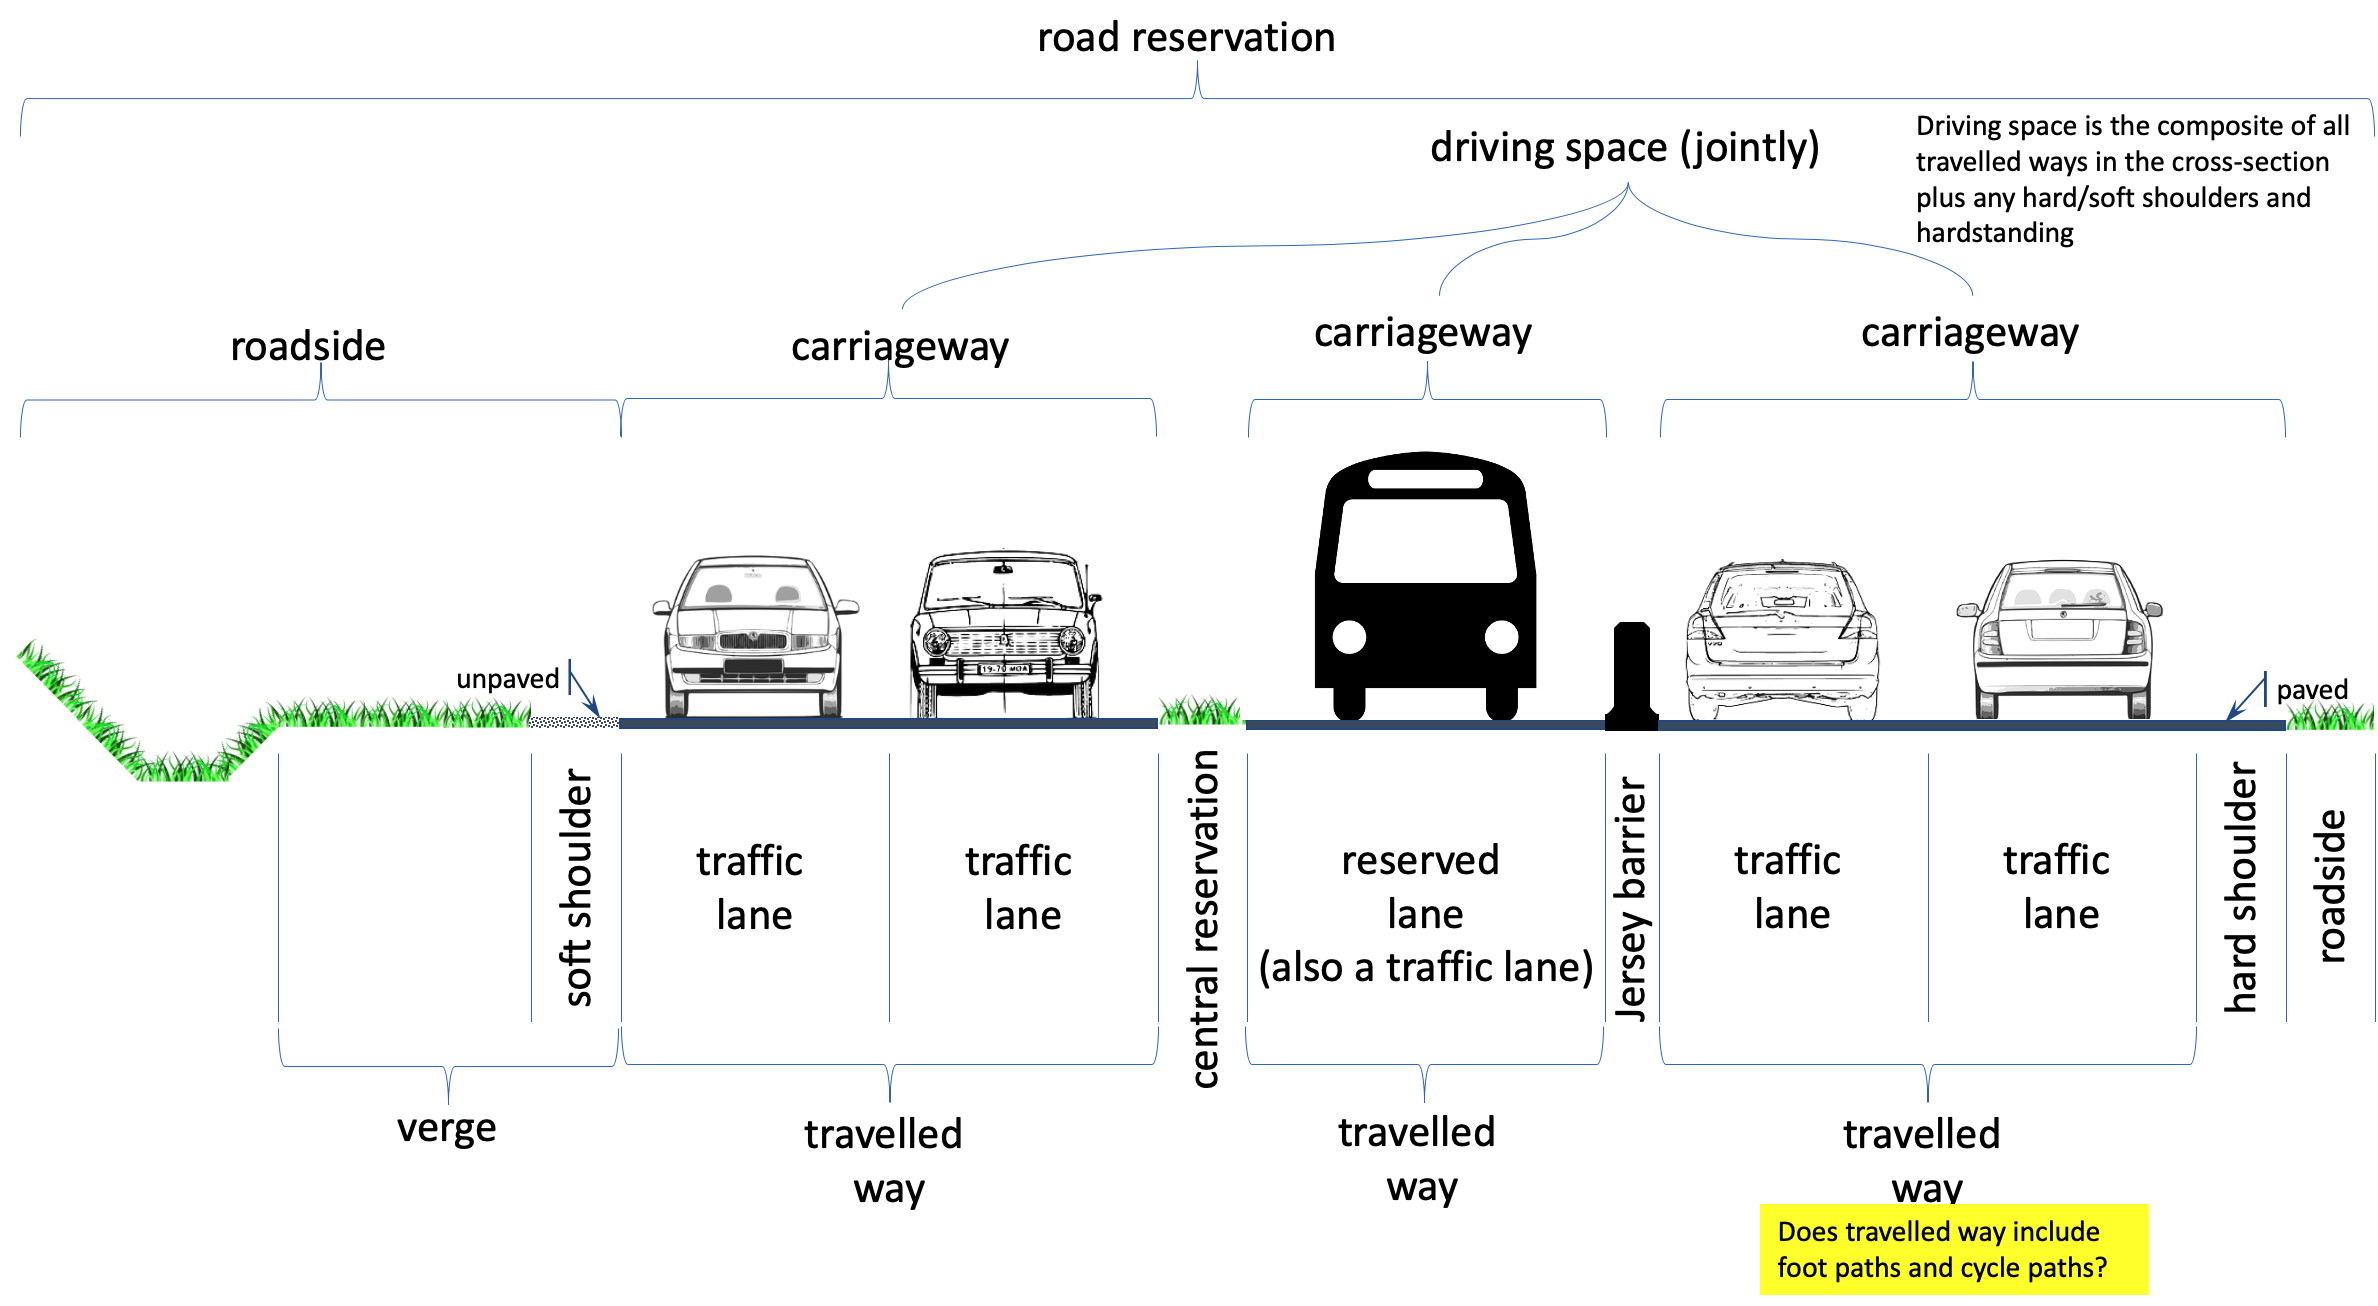 road reservation
driving space (jointly)
Driving space is the composite of all
travelled ways in the cross-section
plus any hard/soft shoulders and
hardstanding
roadside
carriageway
carriageway
carriageway
unpaved
19-70 MOA
paved
soft shoulder
traffic
lane
traffic
lane
central reservation
reserved
lane
(also a traffic lane)
Jersey barrier
traffic
lane
traffic
lane
hard shoulder
roadside
verge
travelled
way
travelled
way
travelled
way
Does travelled way include
foot paths and cycle paths?